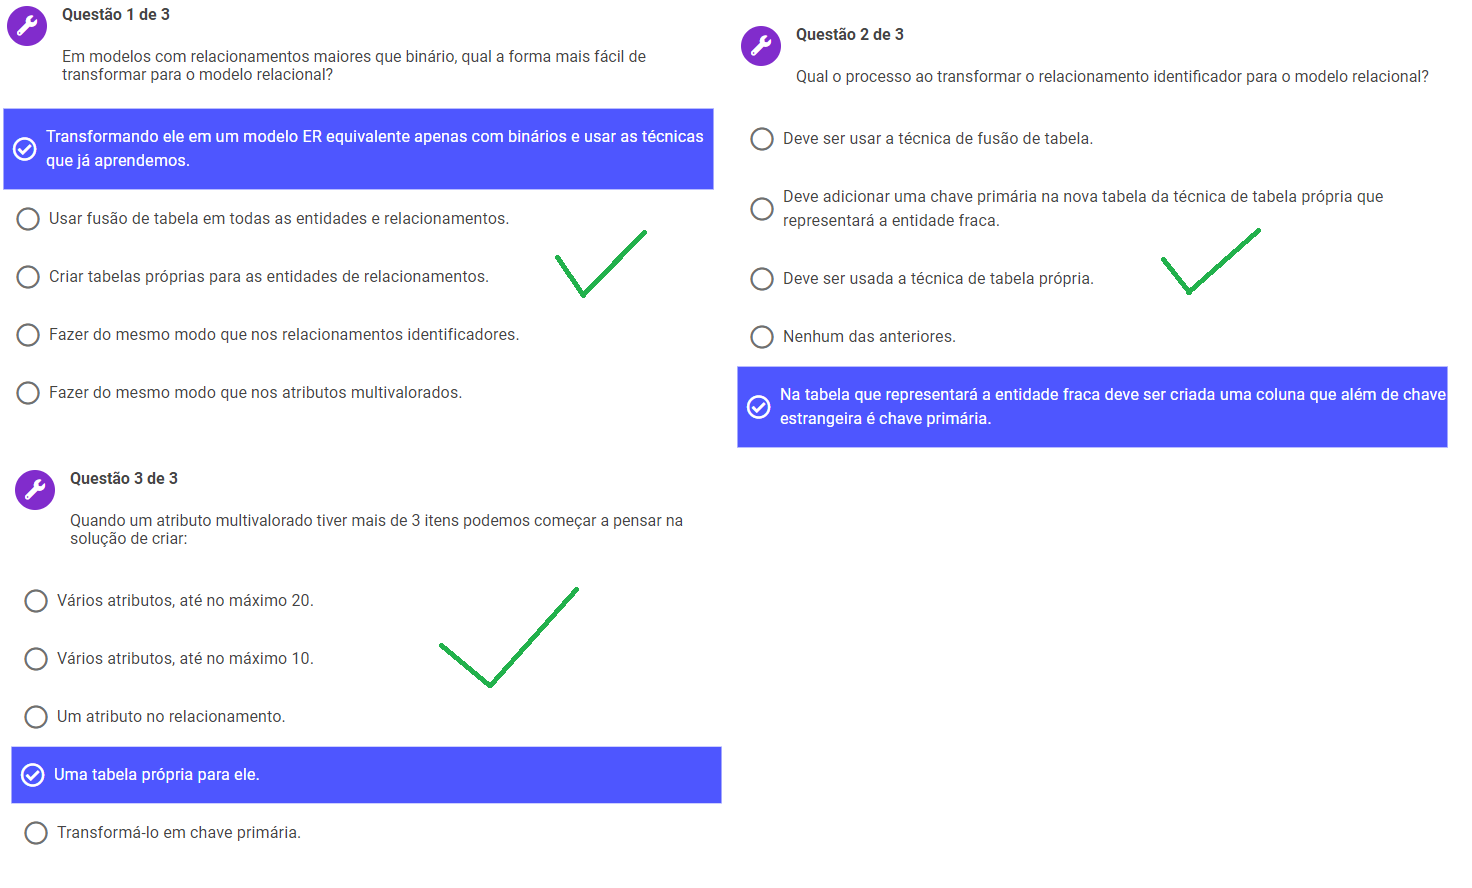 Questão 1 de 3
Em modelos com relacionamentos maiores que binário, qual a forma mais fácil de
transformar para o modelo relacional?
Transformando ele em um modelo ER equivalente apenas com binários e usar as técnicas
que já aprendemos.
Usar fusão de tabela em todas as entidades e relacionamentos.
Criar tabelas próprias para as entidades de relacionamentos.
Fazer do mesmo modo que nos relacionamentos identificadores.
Fazer do mesmo modo que nos atributos multivalorados.
Questão 2 de 3
Qual o processo ao transformar o relacionamento identificador para o modelo relacional?
Deve ser usar a técnica de fusão de tabela.
Deve adicionar uma chave primária na nova tabela da técnica de tabela própria que
representará a entidade fraca.
Deve ser usada a técnica de tabela própria.
Nenhum das anteriores.
Na tabela que representará a entidade fraca deve ser criada uma coluna que além de chave
estrangeira é chave primária.
Questão 3 de 3
Quando um atributo multivalorado tiver mais de 3 itens podemos começar a pensar na
solução de criar:
Vários atributos, até no máximo 20.
Vários atributos, até no máximo 10.
Um atributo no relacionamento.
Uma tabela própria para ele.
Transformá-lo em chave primária.